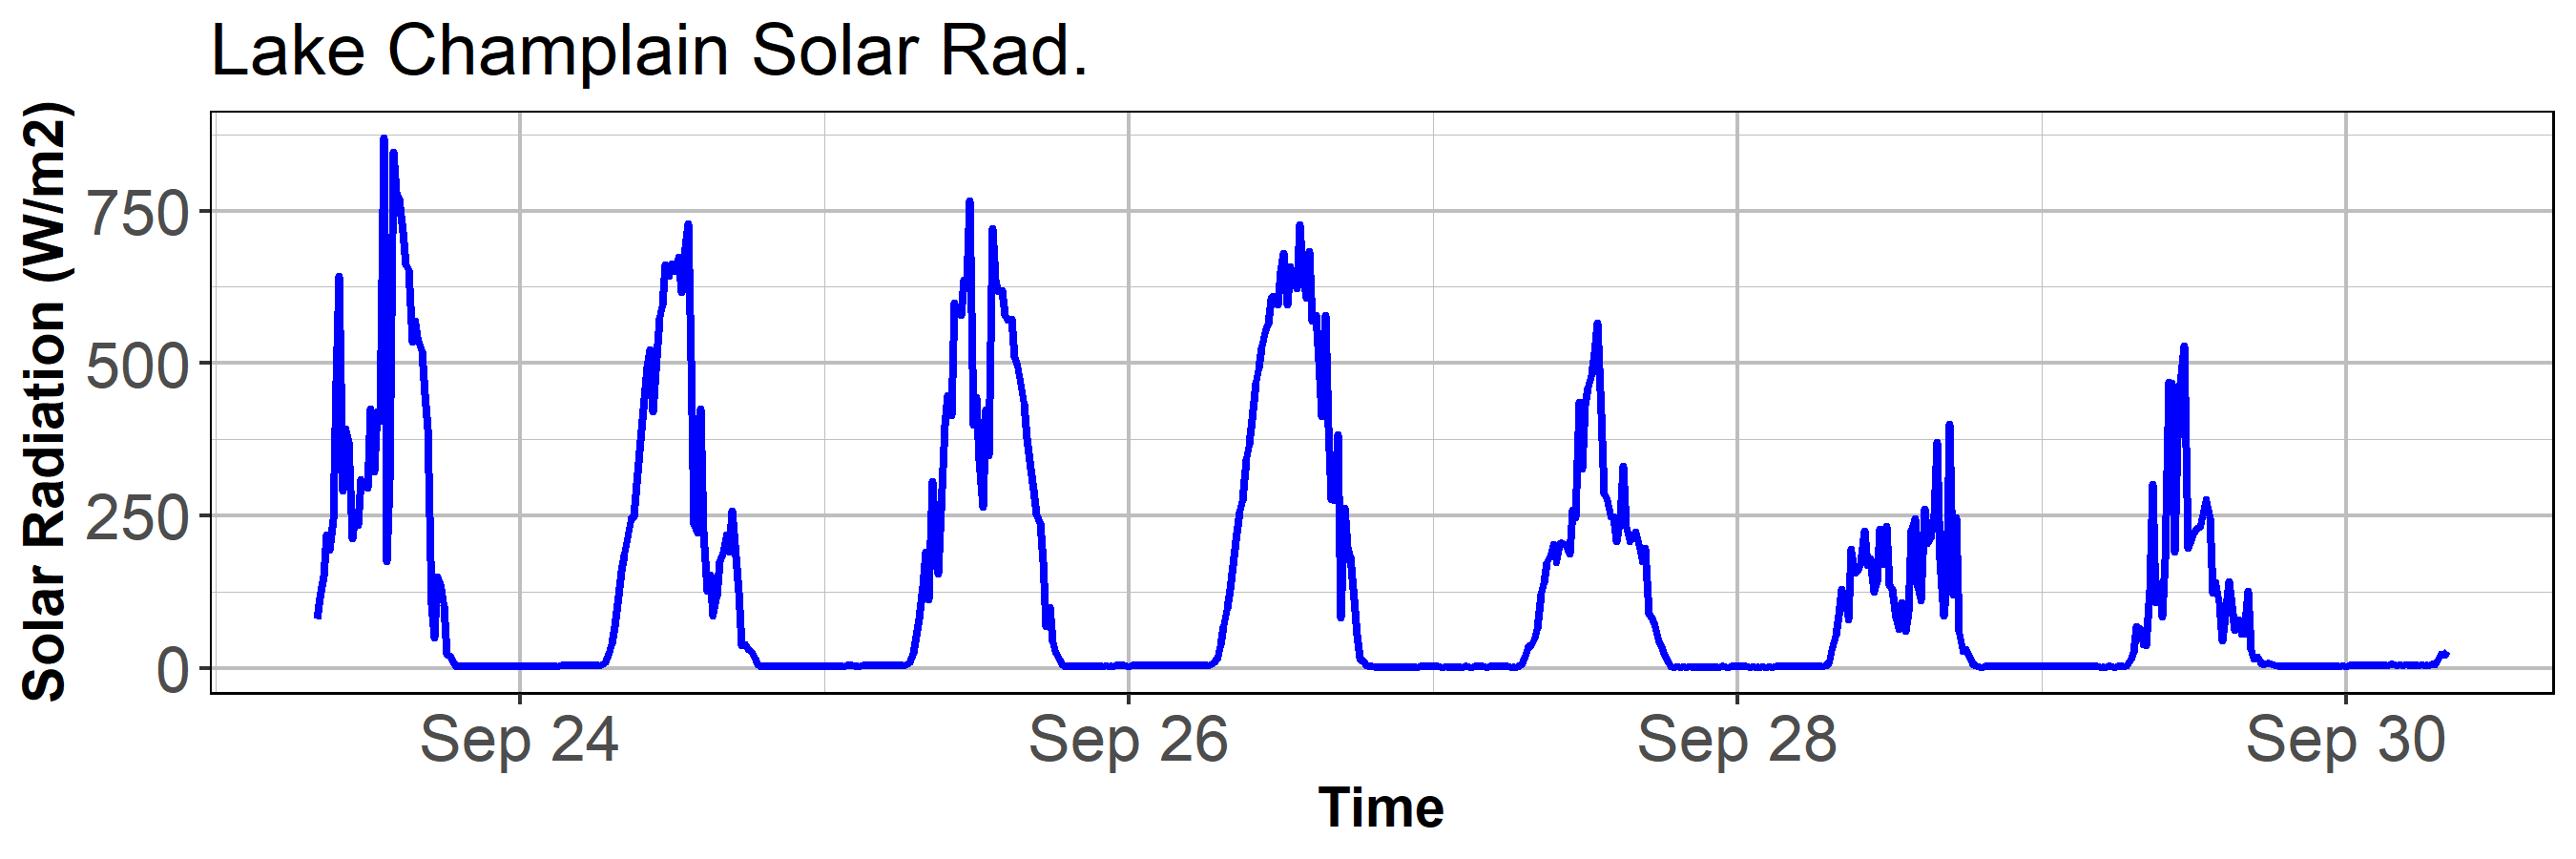 Lake Champlain Solar Rad.
Solar Radiation (W/m2)
750
500
250
0
Sep 24 Sep 26 Sep 28 Sep 30
Time